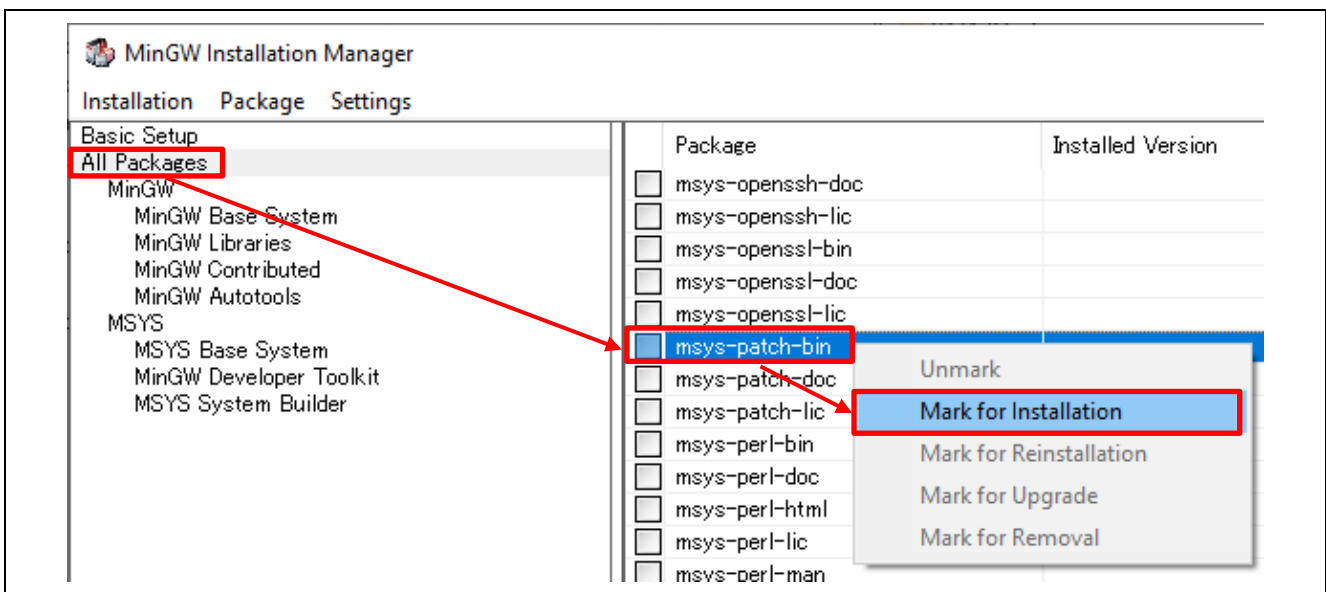 MinGW Installation Manager
Installation Package Settings
Basic Setup
All Packages
MinGW
MinGW Base System
MinGW Libraries
MinGW Contributed
MinGW Autotools
MSYS
MSYS Base System
MinGW Developer Toolkit
MSYS System Builder
Package Installed Version
msys-openssh-doc
msys-openssh-lic
msys-openssl-bin
msys-openssl-doc
msys-openssl-lic
msys-patch-bin
msys-patch-doc
msys-patch-lic
msys-perl-bin
msys-perl-doc
msys-perl-html
msys-perl-lic
msys-perl-man
Unmark
Mark for Installation
Mark for Reinstallation
Mark for Upgrade
Mark for Removal